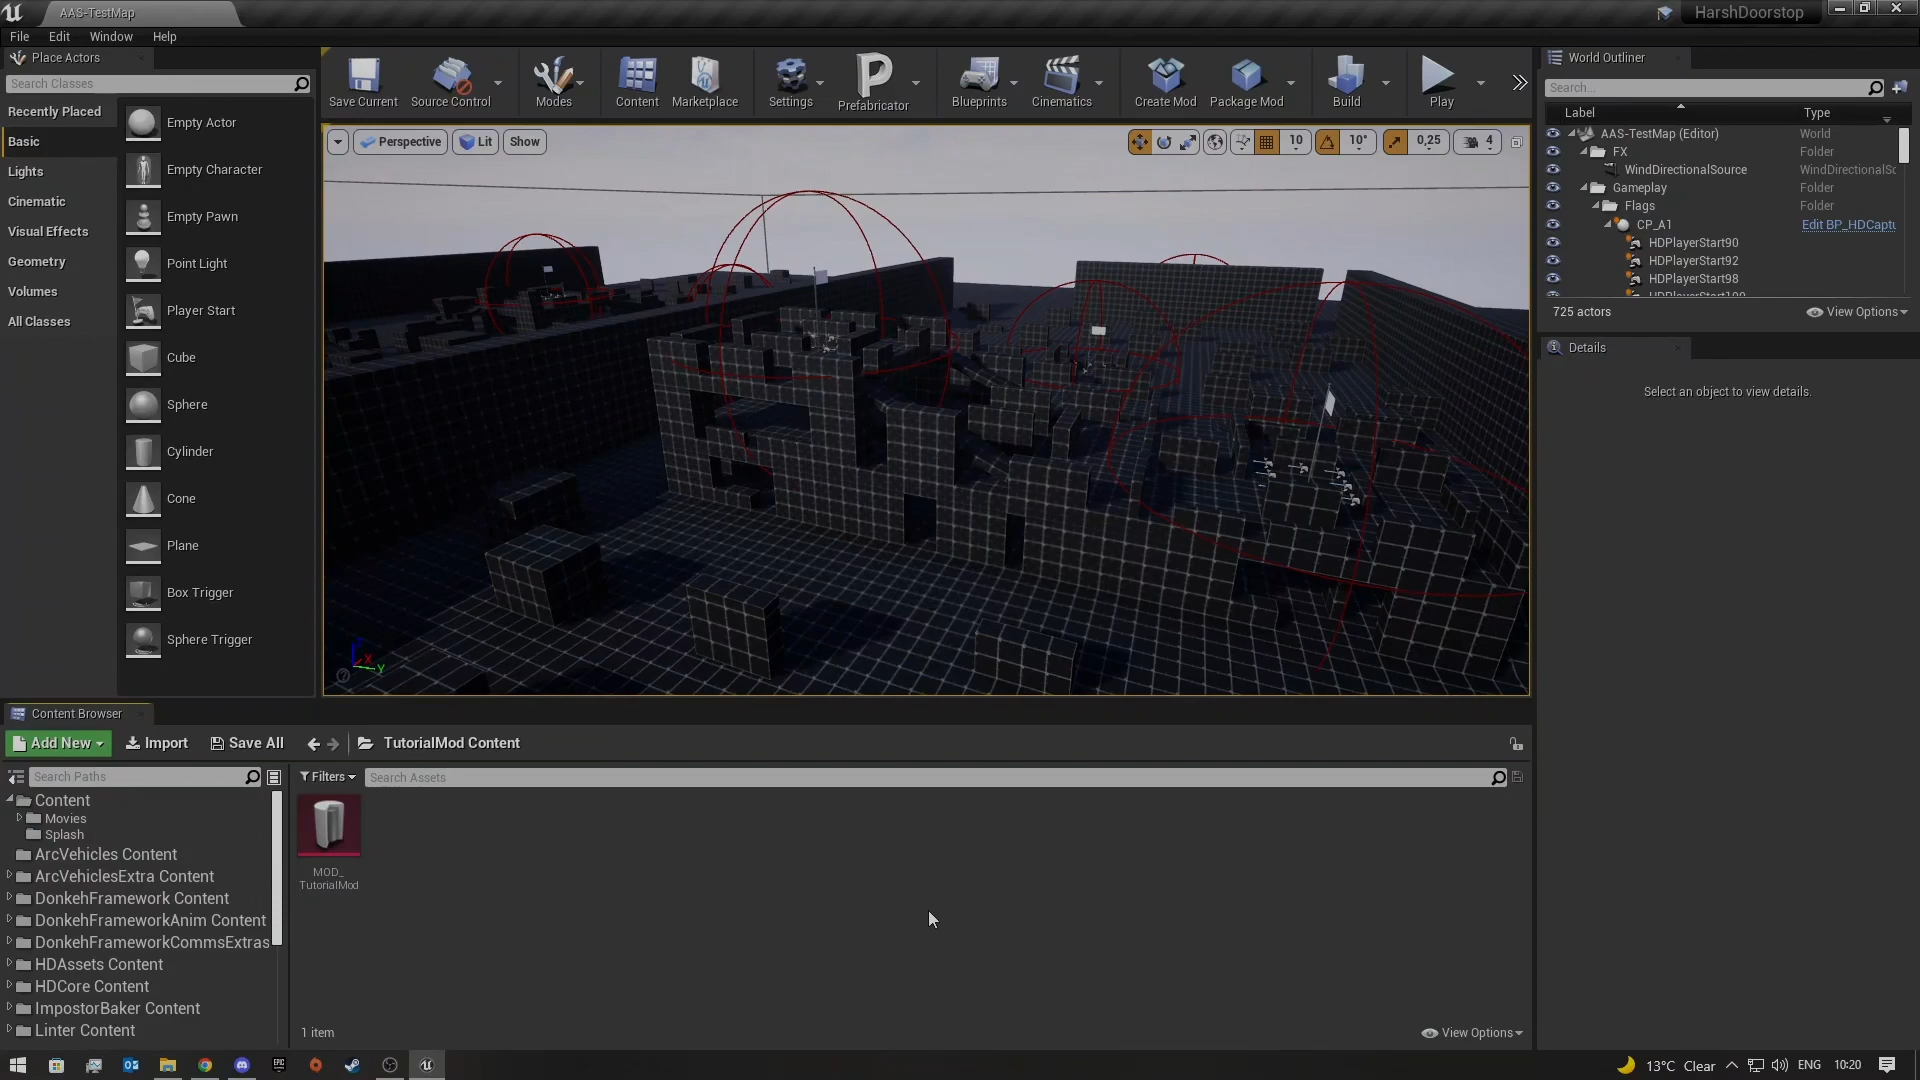 AAS-TestMap
HarshDoorstop
File Edit Window Help
Place Actors
Search Classes
Recently Placed
Basic
Lights
Cinematic
Visual Effects
Geometry
Volumes
All Classes
Empty Actor
Empty Character
Empty Pawn
Point Light
Player Start
Cube
Sphere
Cylinder
Cone
Plane
Box Trigger
Sphere Trigger
Save Current
Source Control
Modes
Content
Marketplace
Settings
Prefabricator
Blueprints
Cinematics
Create Mod
Package Mod
Build
Play
Perspective Lit Show
10 10° 0,25 4
X
Y
World Outliner
Search...
Label Type
AAS-TestMap (Editor) World
FX Folder
WindDirectionalSource WindDirectionalSc
Gameplay Folder
Flags Folder
CP_A1 Edit BP_HDCaptu
HDPlayerStart90
HDPlayerStart92
HDPlayerStart98
HDPlayerStart100
725 actors View Options
Details
Select an object to view details.
Content Browser
Add New Import Save All TutorialMod Content
Search Paths
Filters Search Assets
Content
Movies
Splash
ArcVehicles Content
ArcVehiclesExtra Content
DonkehFramework Content
DonkehFrameworkAnim Content
DonkehFrameworkCommsExtras
HDAssets Content
HDCore Content
ImpostorBaker Content
Linter Content
MOD_
TutorialMod
1 item View Options
EPIC
13°C Clear ENG 10:20